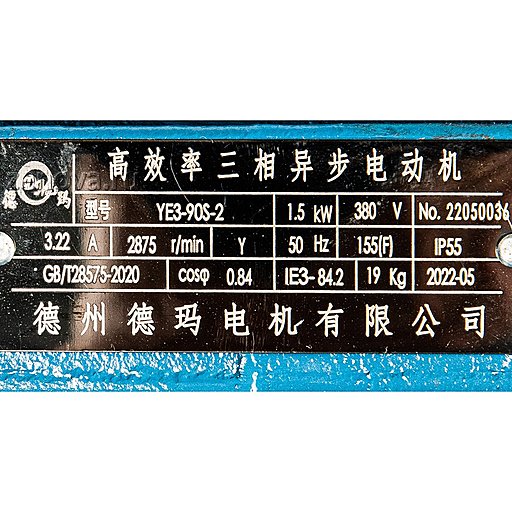 高效率三相异步电动机
德玛
型号 YE3-90S-2 1.5 kW 380 V No. 22050036
3.22 A 2875 r/min Y 50 Hz 155(F) IP55
GB/T28575-2020 cosφ 0.84 IE3-84.2 19 Kg 2022-05
德州德玛电机有限公司